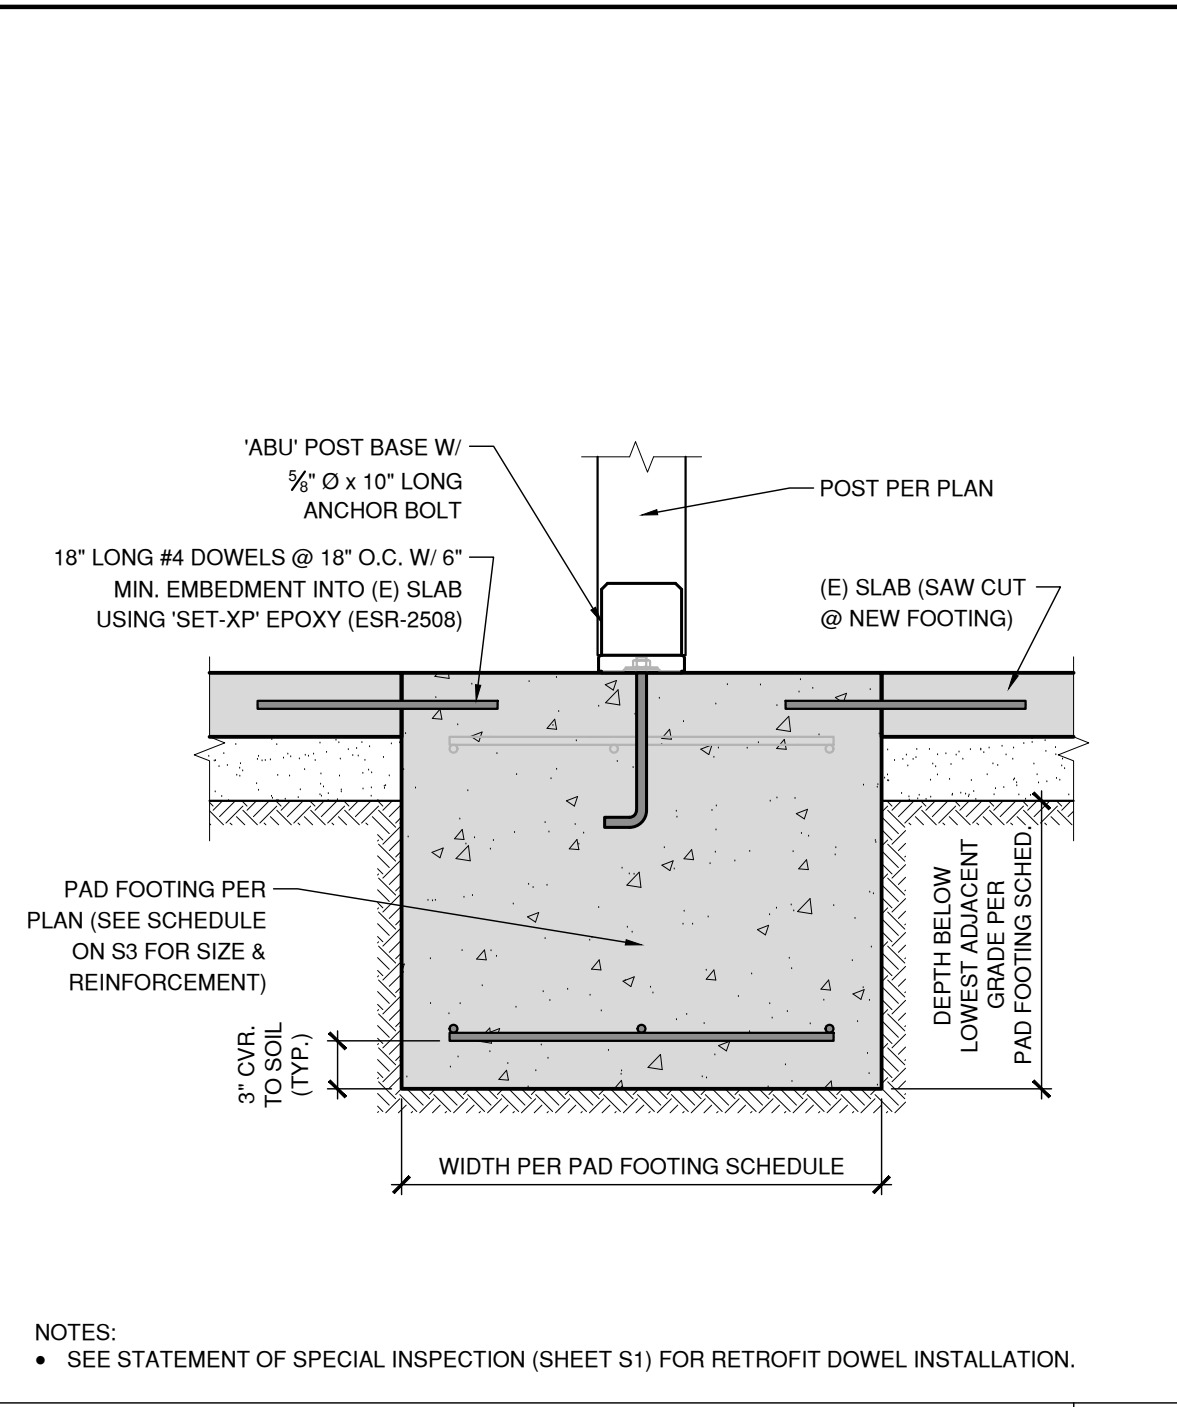 'ABU' POST BASE W/
⅝" Ø x 10" LONG
ANCHOR BOLT
POST PER PLAN
18" LONG #4 DOWELS @ 18" O.C. W/ 6"
MIN. EMBEDMENT INTO (E) SLAB
USING 'SET-XP' EPOXY (ESR-2508)
(E) SLAB (SAW CUT
@ NEW FOOTING)
PAD FOOTING PER
PLAN (SEE SCHEDULE
ON S3 FOR SIZE &
REINFORCEMENT)
DEPTH BELOW
LOWEST ADJACENT
GRADE PER
PAD FOOTING SCHED.
3" CVR.
TO SOIL
(TYP.)
WIDTH PER PAD FOOTING SCHEDULE
NOTES:
• SEE STATEMENT OF SPECIAL INSPECTION (SHEET S1) FOR RETROFIT DOWEL INSTALLATION.